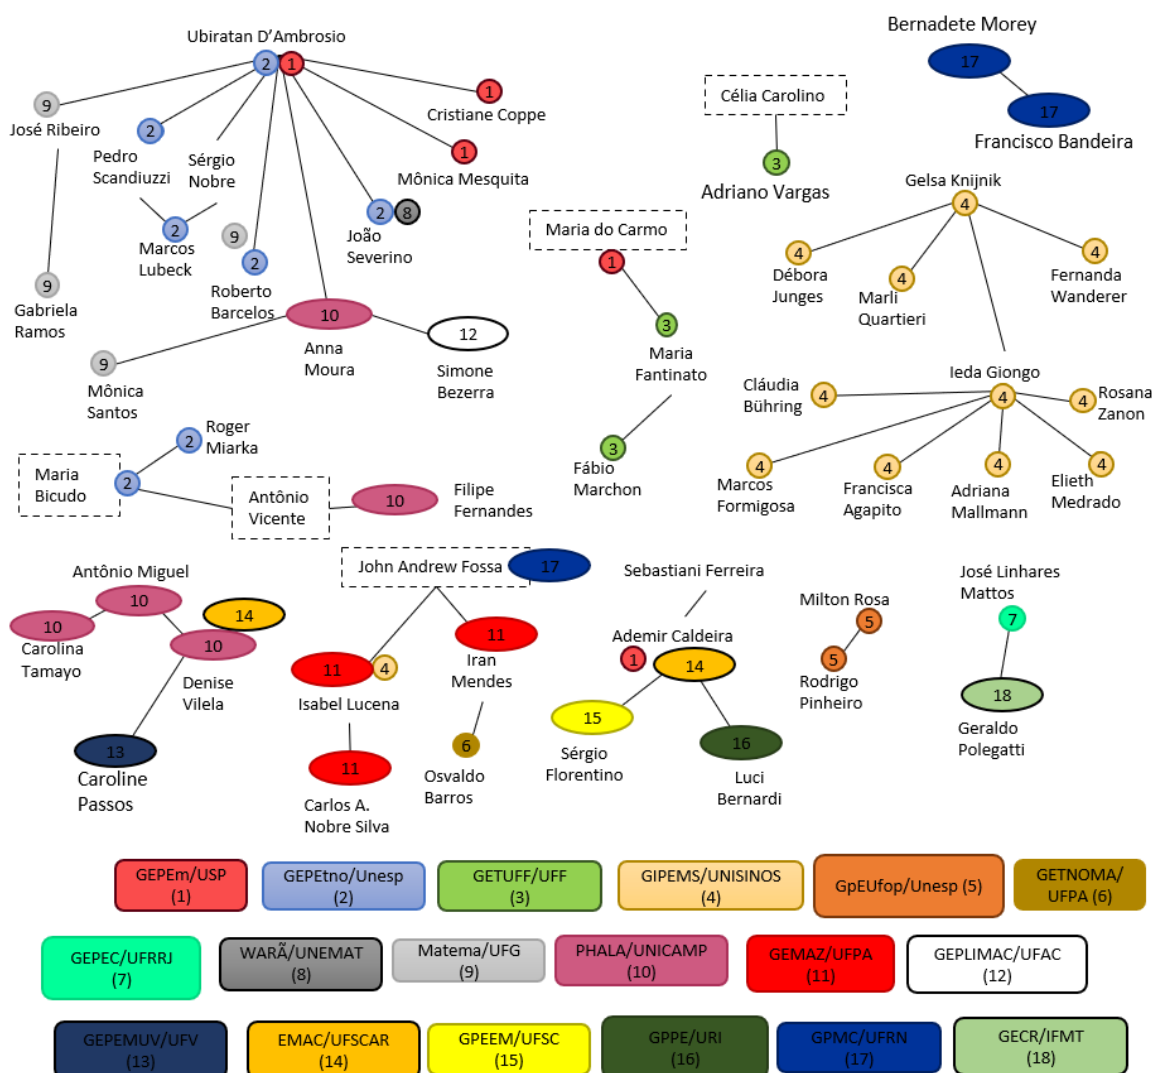 Ubiratan D'Ambrosio
2
1
9
José Ribeiro
2
Pedro
Scandiuzzi
Sérgio
Nobre
1
Cristiane Coppe
1
Mônica Mesquita
2
8
João
Severino
2
Marcos
Lubeck
9
2
Roberto
Barcelos
9
Gabriela
Ramos
10
Anna
Moura
12
Simone
Bezerra
9
Mônica
Santos
Bernadete Morey
17
17
Francisco Bandeira
Célia Carolino
3
Adriano Vargas
Maria do Carmo
1
3
Maria
Fantinato
3
Fábio
Marchon
Gelsa Knijnik
4
4
Débora
Junges
4
Marli
Quartieri
4
Fernanda
Wanderer
Ieda Giongo
4
Cláudia
Bühring
4
4
Rosana
Zanon
4
Marcos
Formigosa
4
Francisca
Agapito
4
Adriana
Mallmann
4
Elieth
Medrado
2
Roger
Miarka
Maria
Bicudo
2
Antônio
Vicente
10
Filipe
Fernandes
Antônio Miguel
10
10
Carolina
Tamayo
14
10
Denise
Vilela
13
Caroline
Passos
John Andrew Fossa
17
11
4
Isabel Lucena
11
Iran
Mendes
11
Carlos A.
Nobre Silva
6
Osvaldo
Barros
Sebastiani Ferreira
Ademir Caldeira
1
14
15
Sérgio
Florentino
16
Luci
Bernardi
Milton Rosa
5
5
Rodrigo
Pinheiro
José Linhares
Mattos
7
18
Geraldo
Polegatti
GEPEm/USP
(1)
GEPEtno/Unesp
(2)
GETUFF/UFF
(3)
GIPEMS/UNISINOS
(4)
GpEUfop/Unesp (5)
GETNOMA/
UFPA (6)
GEPEC/UFRRJ
(7)
WARÃ/UNEMAT
(8)
Matema/UFG
(9)
PHALA/UNICAMP
(10)
GEMAZ/UFPA
(11)
GEPLIMAC/UFAC
(12)
GEPEMUV/UFV
(13)
EMAC/UFSCAR
(14)
GPEEM/UFSC
(15)
GPPE/URI
(16)
GPMC/UFRN
(17)
GECR/IFMT
(18)